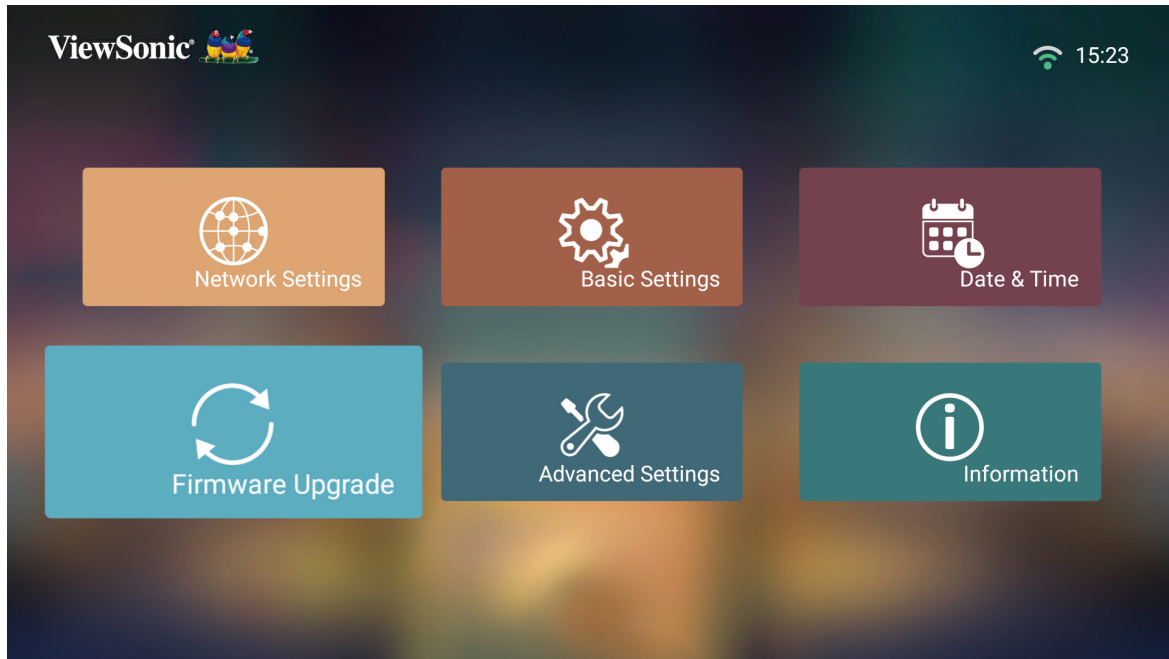 ViewSonic®
15:23
Network Settings
Basic Settings
Date & Time
Firmware Upgrade
Advanced Settings
Information